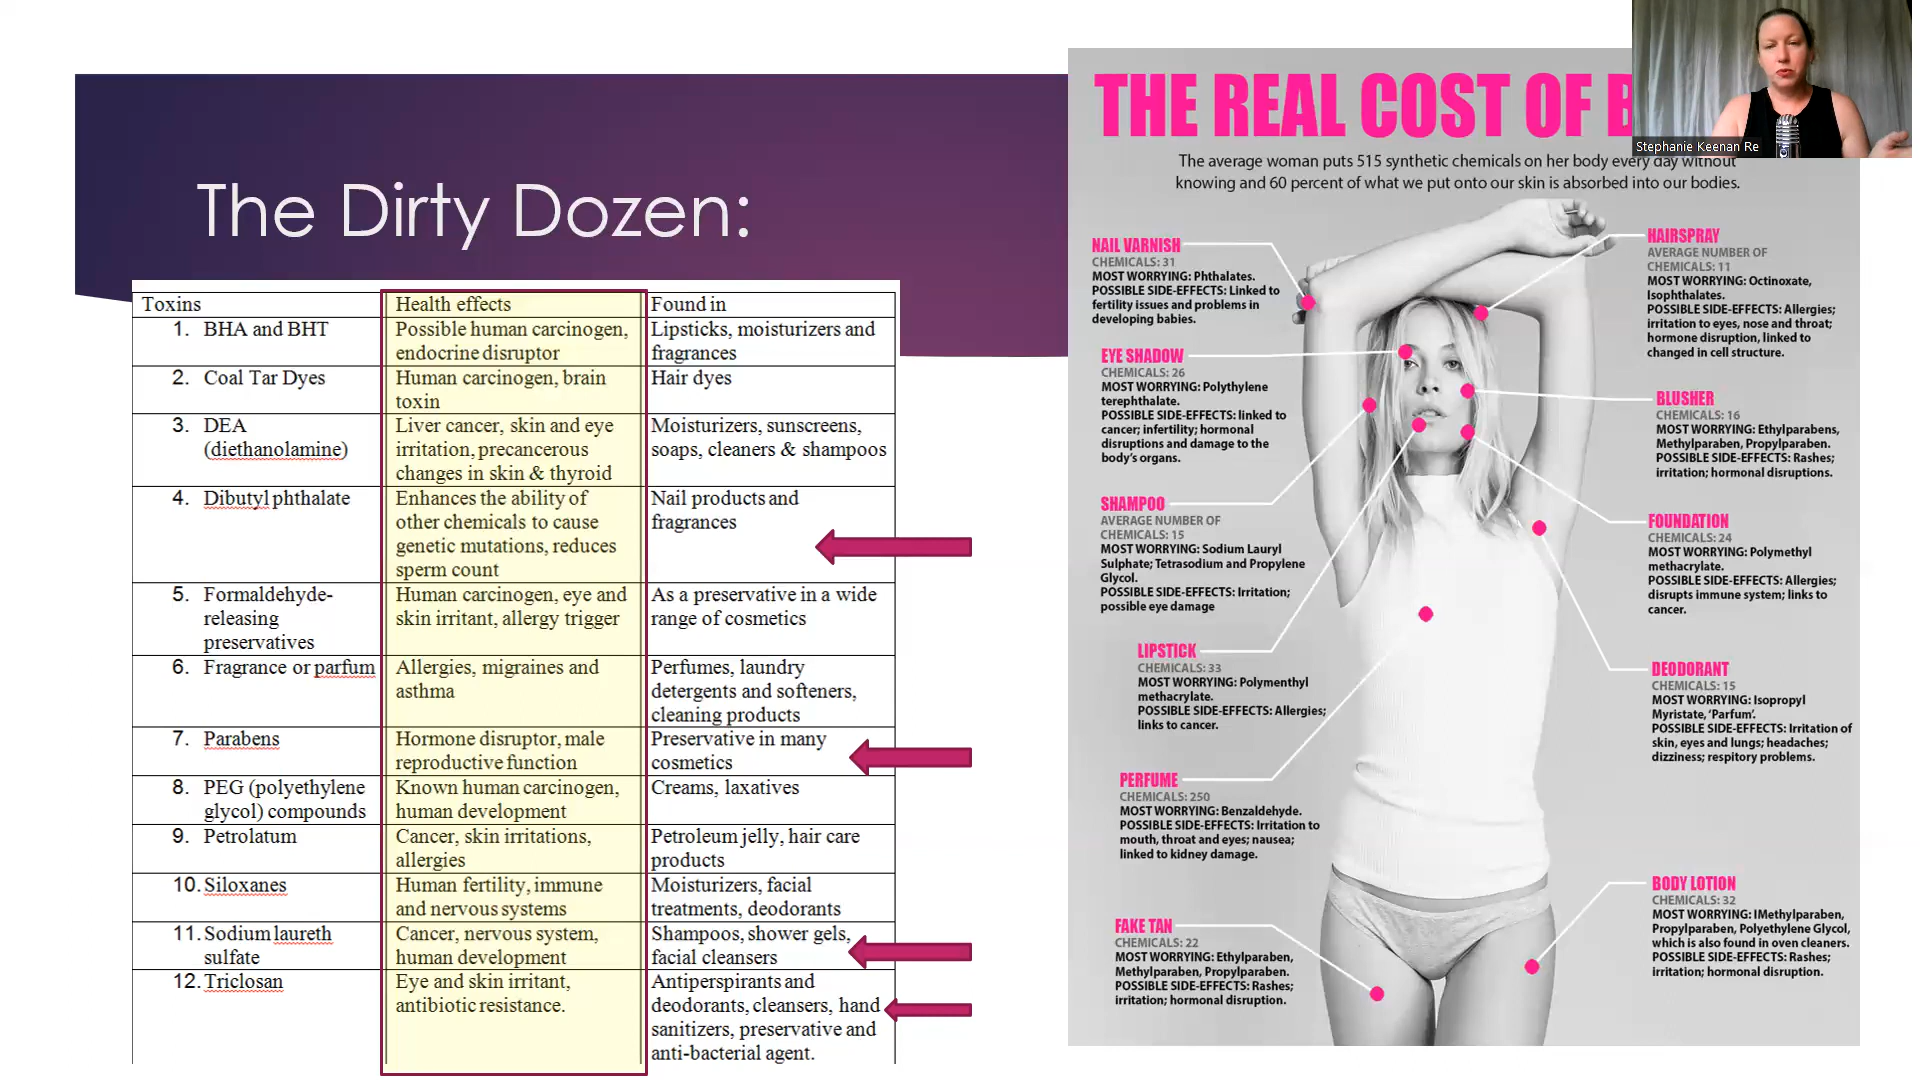 The Dirty Dozen:
Toxins Health effects Found in
1. BHA and BHT Possible human carcinogen, Lipsticks, moisturizers and
endocrine disruptor fragrances
2. Coal Tar Dyes Human carcinogen, brain Hair dyes
toxin
3. DEA Liver cancer, skin and eye Moisturizers, sunscreens,
(diethanolamine) irritation, precancerous soaps, cleaners & shampoos
changes in skin & thyroid
4. Dibutyl phthalate Enhances the ability of Nail products and
other chemicals to cause fragrances
genetic mutations, reduces
sperm count
5. Formaldehyde- Human carcinogen, eye and As a preservative in a wide
releasing skin irritant, allergy trigger range of cosmetics
preservatives
6. Fragrance or parfum Allergies, migraines and Perfumes, laundry
asthma detergents and softeners,
cleaning products
7. Parabens Hormone disruptor, male Preservative in many
reproductive function cosmetics
8. PEG (polyethylene Known human carcinogen, Creams, laxatives
glycol) compounds human development
9. Petrolatum Cancer, skin irritations, Petroleum jelly, hair care
allergies products
10. Siloxanes Human fertility, immune Moisturizers, facial
and nervous systems treatments, deodorants
11. Sodium laureth Cancer, nervous system, Shampoos, shower gels,
sulfate human development facial cleansers
12. Triclosan Eye and skin irritant, Antiperspirants and
antibiotic resistance. deodorants, cleansers, hand
sanitizers, preservative and
anti-bacterial agent.
THE REAL COST OF B
The average woman puts 515 synthetic chemicals on her body every day without
knowing and 60 percent of what we put onto our skin is absorbed into our bodies.
NAIL VARNISH
CHEMICALS: 31
MOST WORRYING: Phthalates.
POSSIBLE SIDE-EFFECTS: Linked to
fertility issues and problems in
developing babies.
EYE SHADOW
CHEMICALS: 26
MOST WORRYING: Polythylene
terephthalate.
POSSIBLE SIDE-EFFECTS: linked to
cancer; infertility; hormonal
disruptions and damage to the
body's organs.
SHAMPOO
AVERAGE NUMBER OF
CHEMICALS: 15
MOST WORRYING: Sodium Lauryl
Sulphate; Tetrasodium and Propylene
Glycol.
POSSIBLE SIDE-EFFECTS: Irritation;
possible eye damage
LIPSTICK
CHEMICALS: 33
MOST WORRYING: Polymenthyl
methacrylate.
POSSIBLE SIDE-EFFECTS: Allergies;
links to cancer.
PERFUME
CHEMICALS: 250
MOST WORRYING: Benzaldehyde.
POSSIBLE SIDE-EFFECTS: Irritation to
mouth, throat and eyes; nausea;
linked to kidney damage.
FAKE TAN
CHEMICALS: 22
MOST WORRYING: Ethylparaben,
Methylparaben, Propylparaben.
POSSIBLE SIDE-EFFECTS: Rashes;
irritation; hormonal disruption.
HAIRSPRAY
AVERAGE NUMBER OF
CHEMICALS: 11
MOST WORRYING: Octinoxate,
Isophthalates.
POSSIBLE SIDE-EFFECTS: Allergies;
irritation to eyes, nose and throat;
hormone disruption, linked to
changed in cell structure.
BLUSHER
CHEMICALS: 16
MOST WORRYING: Ethylparabens,
Methylparaben, Propylparaben.
POSSIBLE SIDE-EFFECTS: Rashes;
irritation; hormonal disruptions.
FOUNDATION
CHEMICALS: 24
MOST WORRYING: Polymethyl
methacrylate.
POSSIBLE SIDE-EFFECTS: Allergies;
disrupts immune system; links to
cancer.
DEODORANT
CHEMICALS: 15
MOST WORRYING: Isopropyl
Myristate, 'Parfum'.
POSSIBLE SIDE-EFFECTS: Irritation of
skin, eyes and lungs; headaches;
dizziness; respitory problems.
BODY LOTION
CHEMICALS: 32
MOST WORRYING: IMethylparaben,
Propylparaben, Polyethylene Glycol,
which is also found in oven cleaners.
POSSIBLE SIDE-EFFECTS: Rashes;
irritation; hormonal disruption.
Stephanie Keenan Re